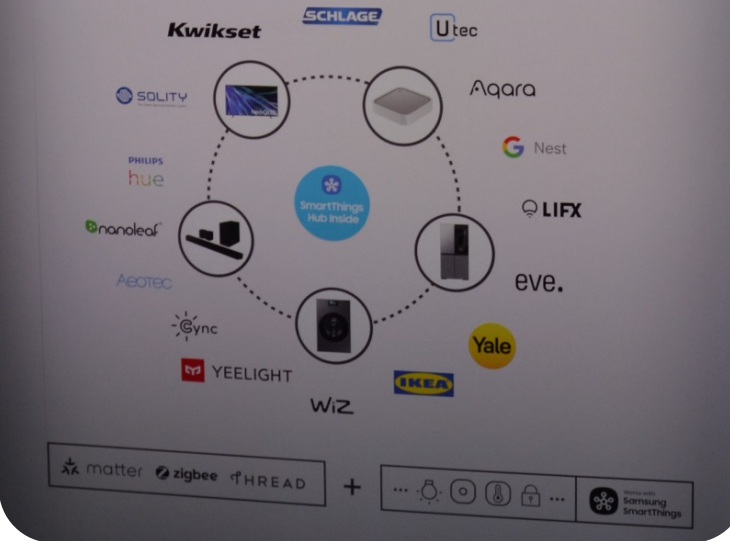 SCHLAGE
Kwikset
Utec
Aqara
SOLITY
G Nest
PHILIPS
hue
SmartThings
Hub Inside
LIFX
nanoleaf
eve.
AEOTEC
Cync
Yale
YEELIGHT
IKEA
WiZ
matter zigbee THREAD + ... ...
Works with
Samsung
SmartThings